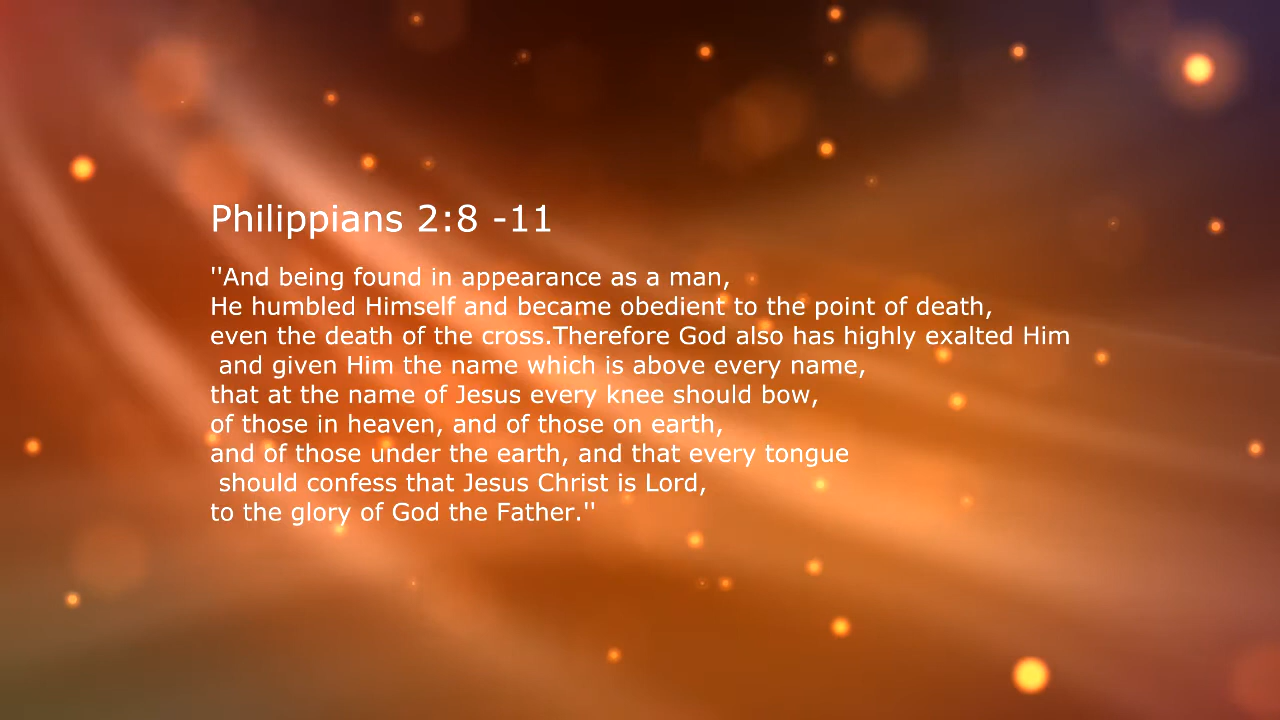 Philippians 2:8 -11
''And being found in appearance as a man,
He humbled Himself and became obedient to the point of death,
even the death of the cross.Therefore God also has highly exalted Him
and given Him the name which is above every name,
that at the name of Jesus every knee should bow,
of those in heaven, and of those on earth,
and of those under the earth, and that every tongue
should confess that Jesus Christ is Lord,
to the glory of God the Father.''